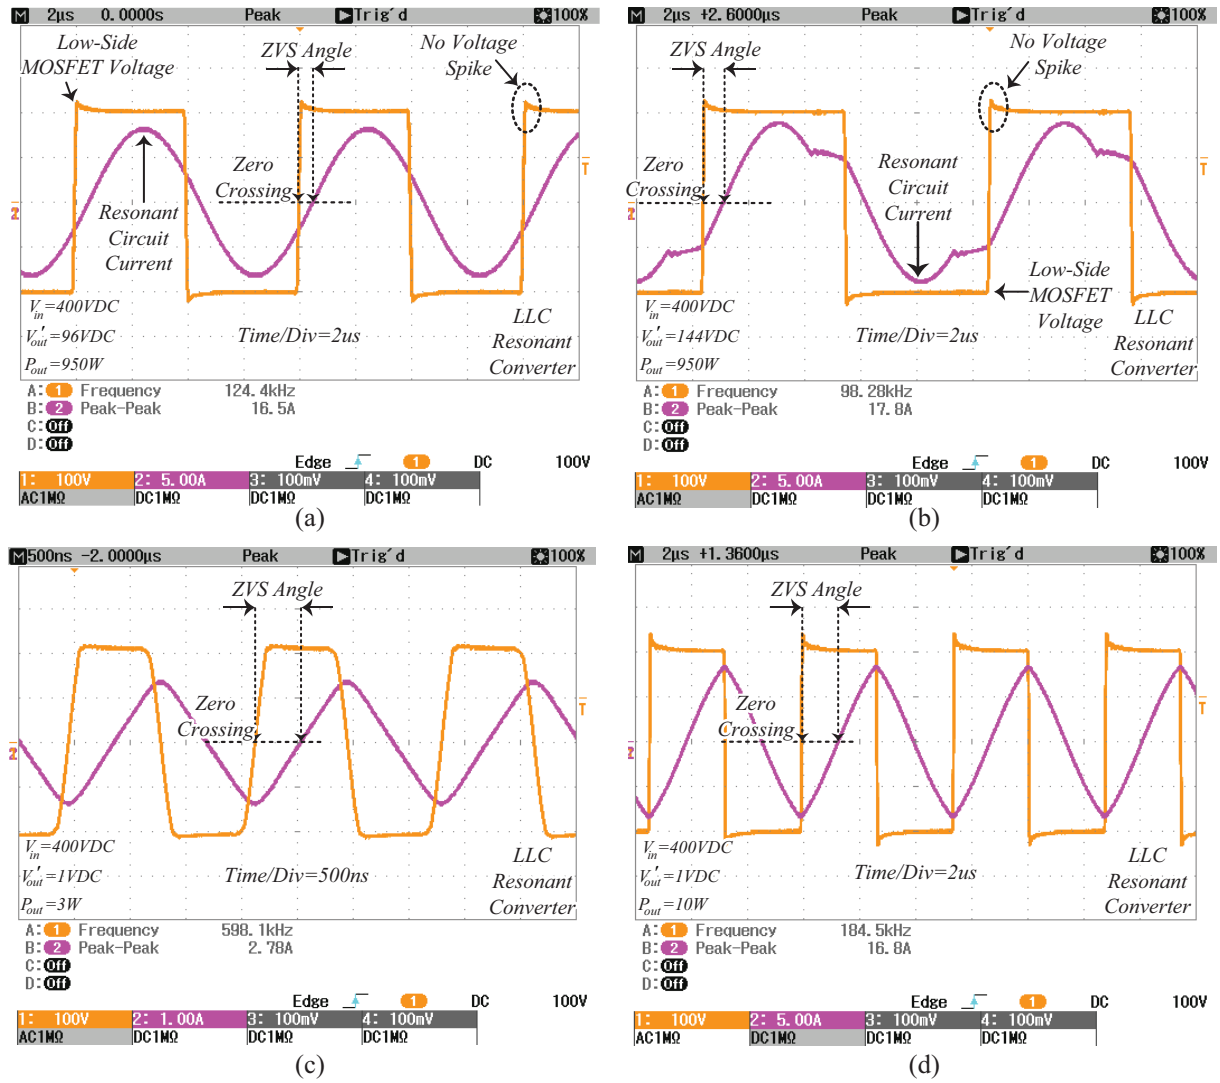 M 2μs 0.0000s Peak Trig´d 100%
Low-Side
MOSFET Voltage
ZVS Angle
No Voltage
Spike
Zero
Crossing
Resonant
Circuit
Current
T
2
Vin=400VDC
V'out=96VDC
Pout=950W
Time/Div=2us
LLC
Resonant
Converter
A: 1 Frequency 124.4kHz
B: 2 Peak-Peak 16.5A
C: Off
D: Off
Edge 1 DC 100V
1: 100V 2: 5.00A 3: 100mV 4: 100mV
AC1MΩ DC1MΩ DC1MΩ DC1MΩ
(a)
M 2μs +2.6000μs Peak Trig´d 100%
ZVS Angle
No Voltage
Spike
Zero
Crossing
Resonant
Circuit
Current
T
2
Low-Side
MOSFET
Voltage
Vin=400VDC
V'out=144VDC
Pout=950W
Time/Div=2us
LLC
Resonant
Converter
A: 1 Frequency 98.28kHz
B: 2 Peak-Peak 17.8A
C: Off
D: Off
Edge 1 DC 100V
1: 100V 2: 5.00A 3: 100mV 4: 100mV
AC1MΩ DC1MΩ DC1MΩ DC1MΩ
(b)
M 500ns -2.0000μs Peak Trig´d 100%
ZVS Angle
Zero
Crossing
T
2
Vin=400VDC
V'out=1VDC
Pout=3W
Time/Div=500ns
LLC
Resonant
Converter
A: 1 Frequency 598.1kHz
B: 2 Peak-Peak 2.78A
C: Off
D: Off
Edge 1 DC 100V
1: 100V 2: 1.00A 3: 100mV 4: 100mV
AC1MΩ DC1MΩ DC1MΩ DC1MΩ
(c)
M 2μs +1.3600μs Peak Trig´d 100%
ZVS Angle
Zero
Crossing
T
2
Vin=400VDC
V'out=1VDC
Pout=10W
Time/Div=2us
LLC
Resonant
Converter
A: 1 Frequency 184.5kHz
B: 2 Peak-Peak 16.8A
C: Off
D: Off
Edge 1 DC 100V
1: 100V 2: 5.00A 3: 100mV 4: 100mV
AC1MΩ DC1MΩ DC1MΩ DC1MΩ
(d)